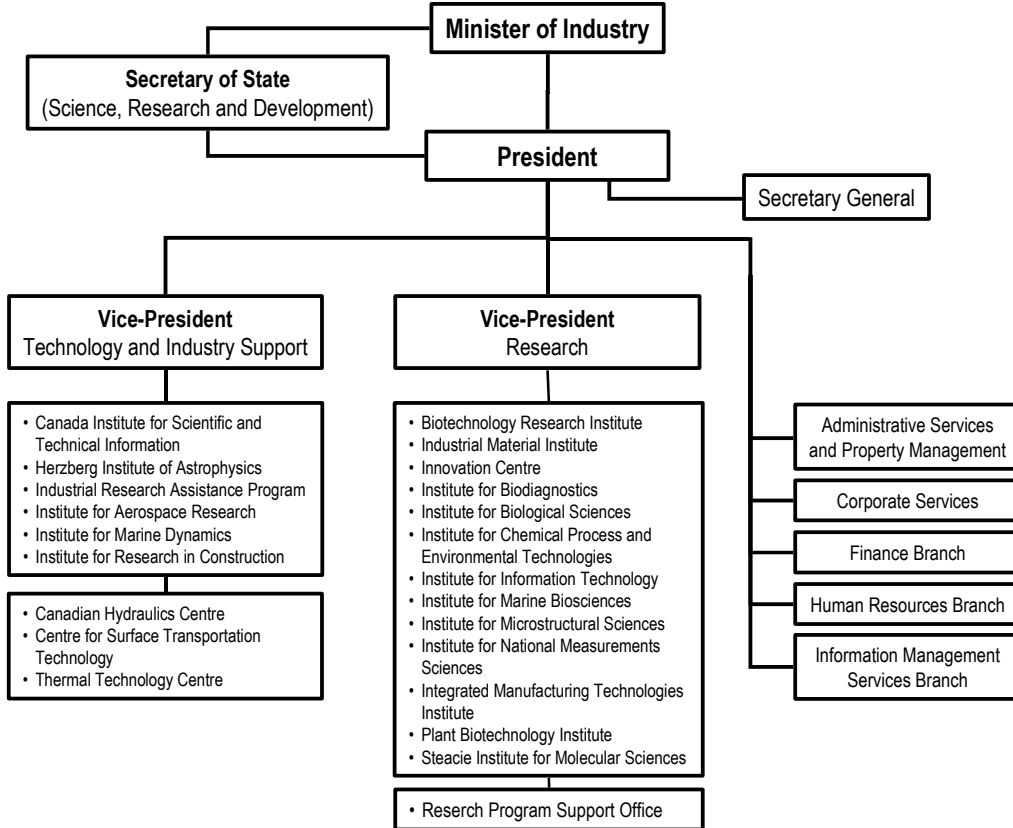 Minister of Industry
Secretary of State
(Science, Research and Development)
President
Secretary General
Vice-President
Technology and Industry Support
Vice-President
Research
• Canada Institute for Scientific and
Technical Information
• Herzberg Institute of Astrophysics
• Industrial Research Assistance Program
• Institute for Aerospace Research
• Institute for Marine Dynamics
• Institute for Research in Construction
• Canadian Hydraulics Centre
• Centre for Surface Transportation
Technology
• Thermal Technology Centre
• Biotechnology Research Institute
• Industrial Material Institute
• Innovation Centre
• Institute for Biodiagnostics
• Institute for Biological Sciences
• Institute for Chemical Process and
Environmental Technologies
• Institute for Information Technology
• Institute for Marine Biosciences
• Institute for Microstructural Sciences
• Institute for National Measurements
Sciences
• Integrated Manufacturing Technologies
Institute
• Plant Biotechnology Institute
• Steacie Institute for Molecular Sciences
• Reserch Program Support Office
Administrative Services
and Property Management
Corporate Services
Finance Branch
Human Resources Branch
Information Management
Services Branch